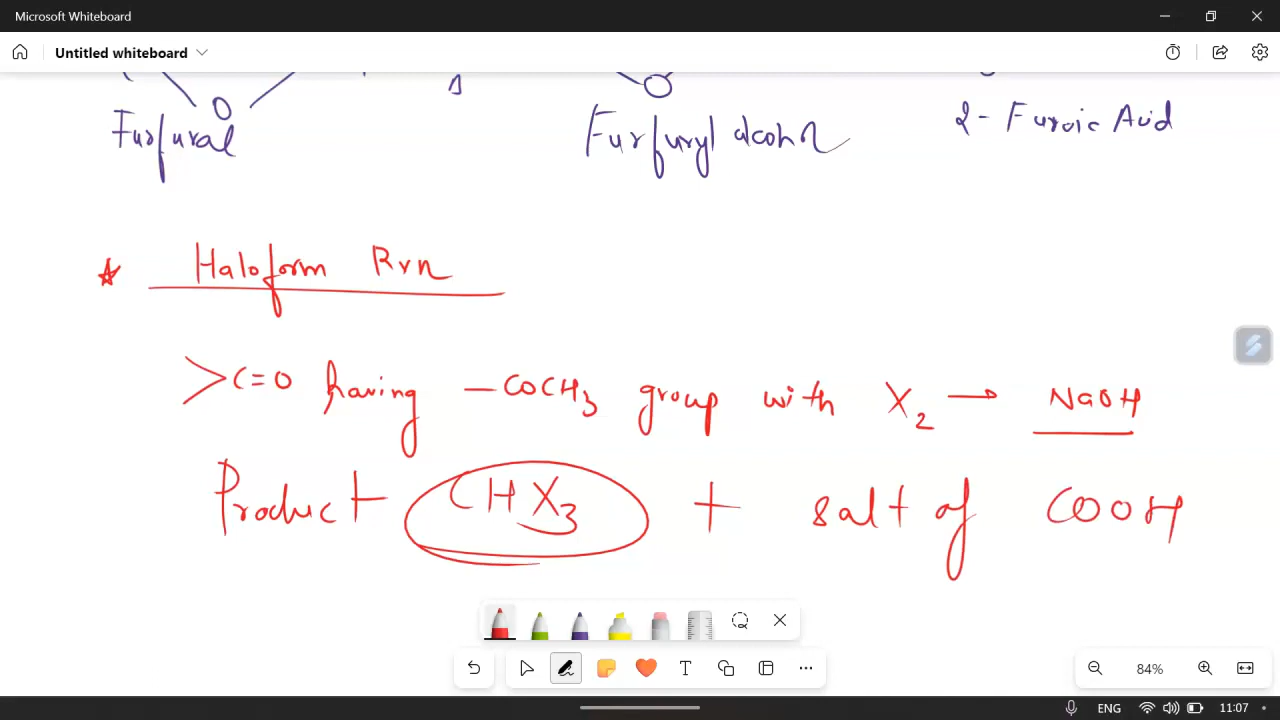 Microsoft Whiteboard
Untitled whiteboard
O
Δ
O
Furfural
Furfuryl alcohol
2- Furoic Acid
Haloform Rxn
>C=O having -COCH3 group with X2 → NaOH
Product CHX3 + salt of COOH
T
84%
ENG
11:07